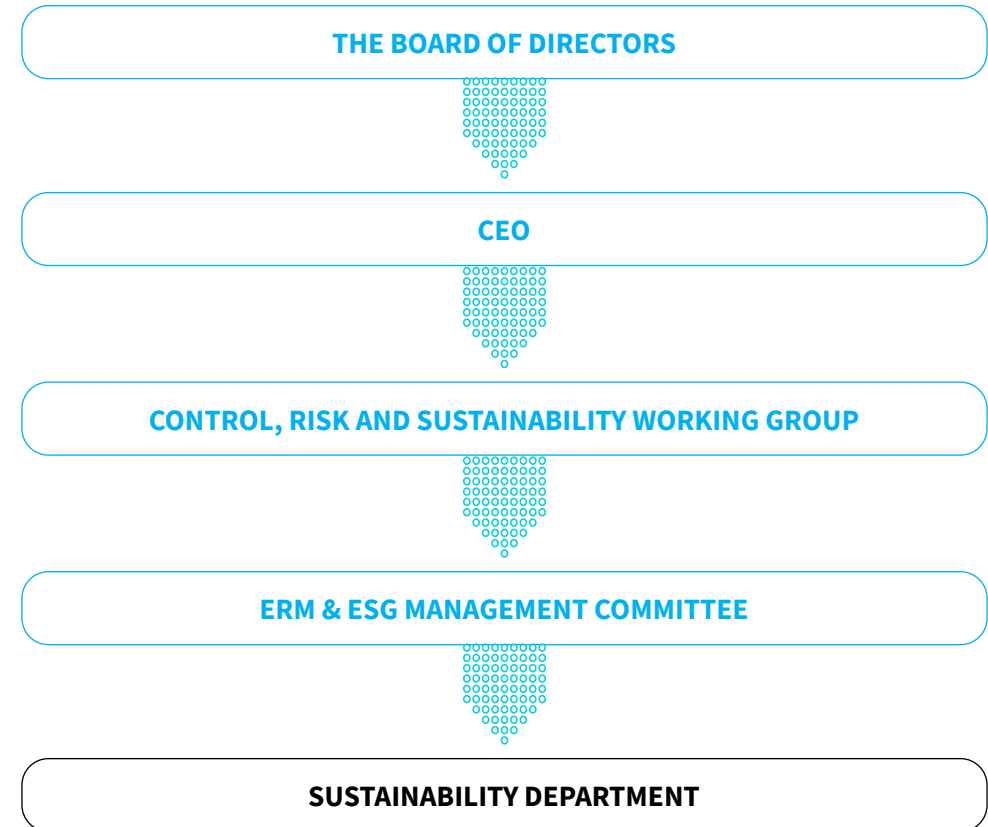 THE BOARD OF DIRECTORS
CEO
CONTROL, RISK AND SUSTAINABILITY WORKING GROUP
ERM & ESG MANAGEMENT COMMITTEE
SUSTAINABILITY DEPARTMENT